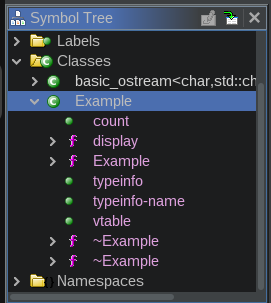 Symbol Tree
Labels
Classes
basic_ostream<char,std::ch
Example
count
display
Example
typeinfo
typeinfo-name
vtable
~Example
~Example
Namespaces